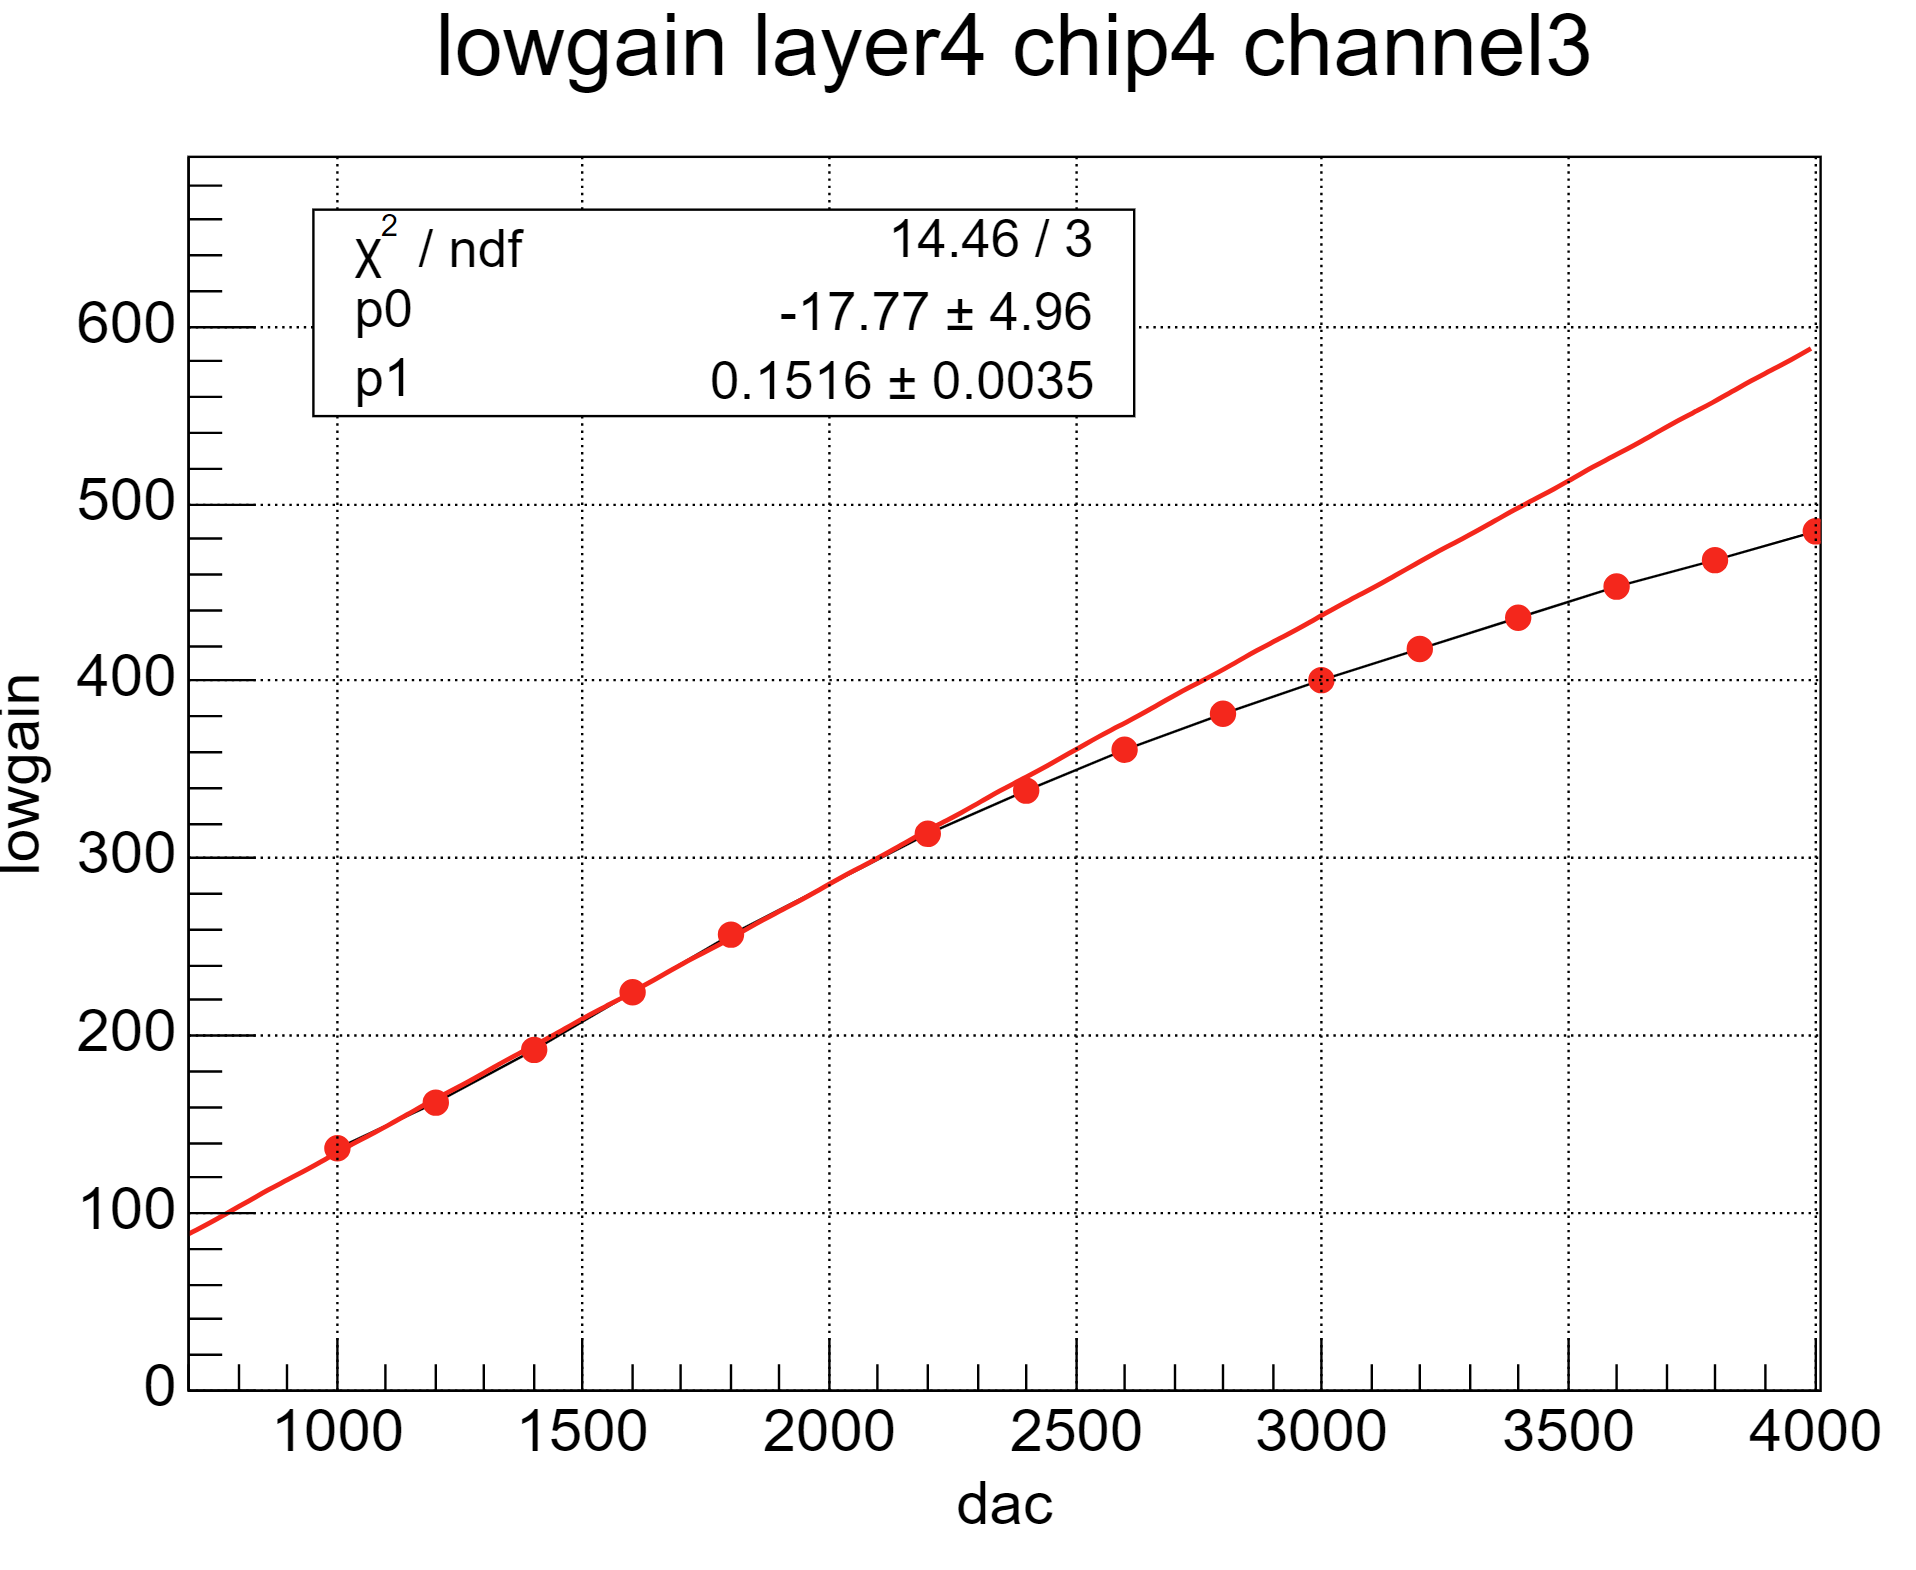 lowgain layer4 chip4 channel3
χ² / ndf 14.46 / 3
p0 -17.77 ± 4.96
p1 0.1516 ± 0.0035
600
500
400
300
200
100
0
lowgain
1000 1500 2000 2500 3000 3500 4000
dac